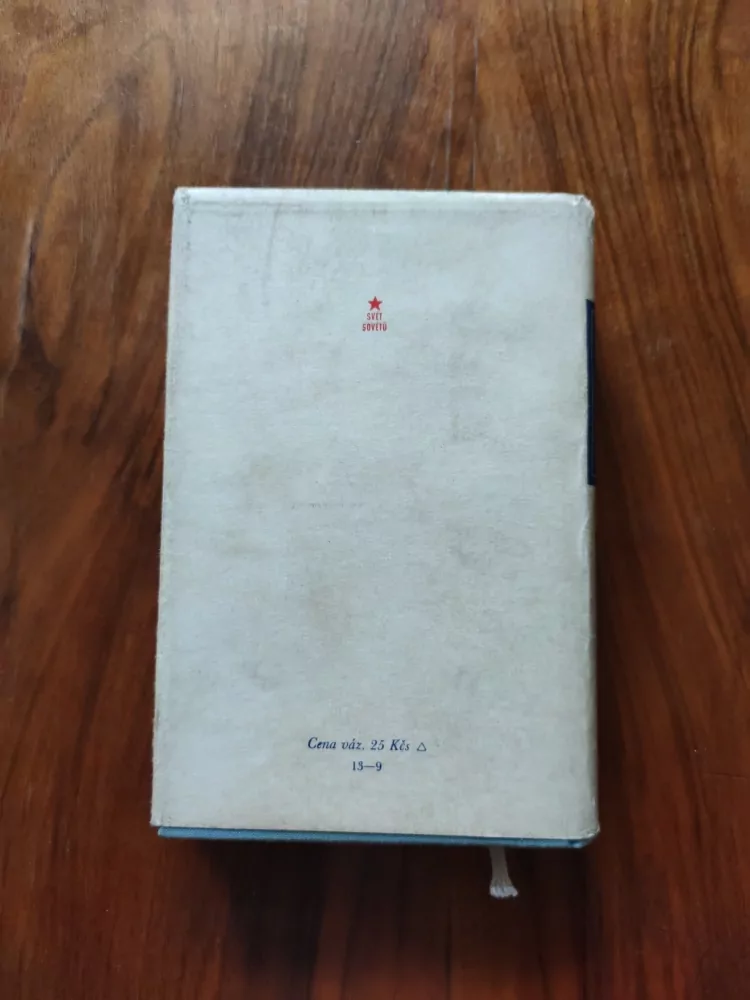 SVĚT
SOVĚTŮ
Cena váz. 25 Kčs △
13—9